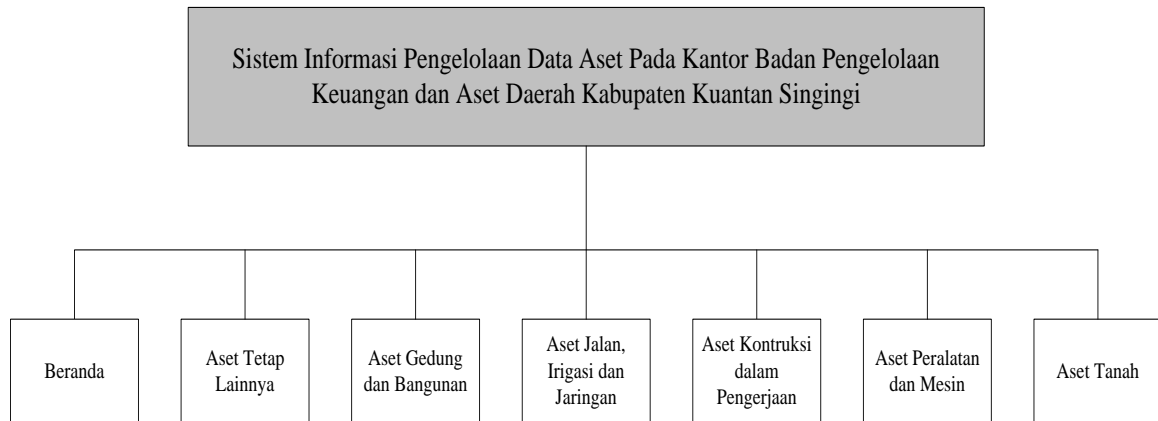 Sistem Informasi Pengelolaan Data Aset Pada Kantor Badan Pengelolaan
Keuangan dan Aset Daerah Kabupaten Kuantan Singingi
Beranda
Aset Tetap
Lainnya
Aset Gedung
dan Bangunan
Aset Jalan,
Irigasi dan
Jaringan
Aset Kontruksi
dalam
Pengerjaan
Aset Peralatan
dan Mesin
Aset Tanah